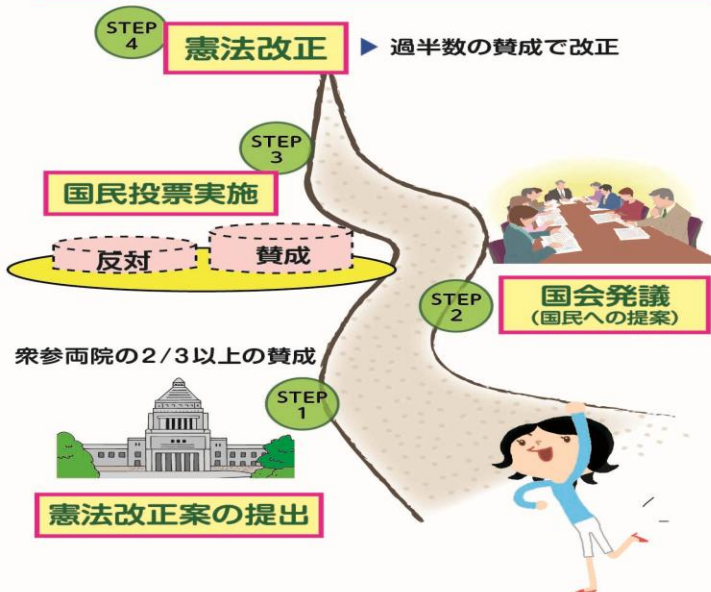 STEP
4
憲法改正
▶ 過半数の賛成で改正
STEP
3
国民投票実施
反対
賛成
STEP
2
国会発議
(国民への提案)
衆参両院の2/3以上の賛成
STEP
1
憲法改正案の提出